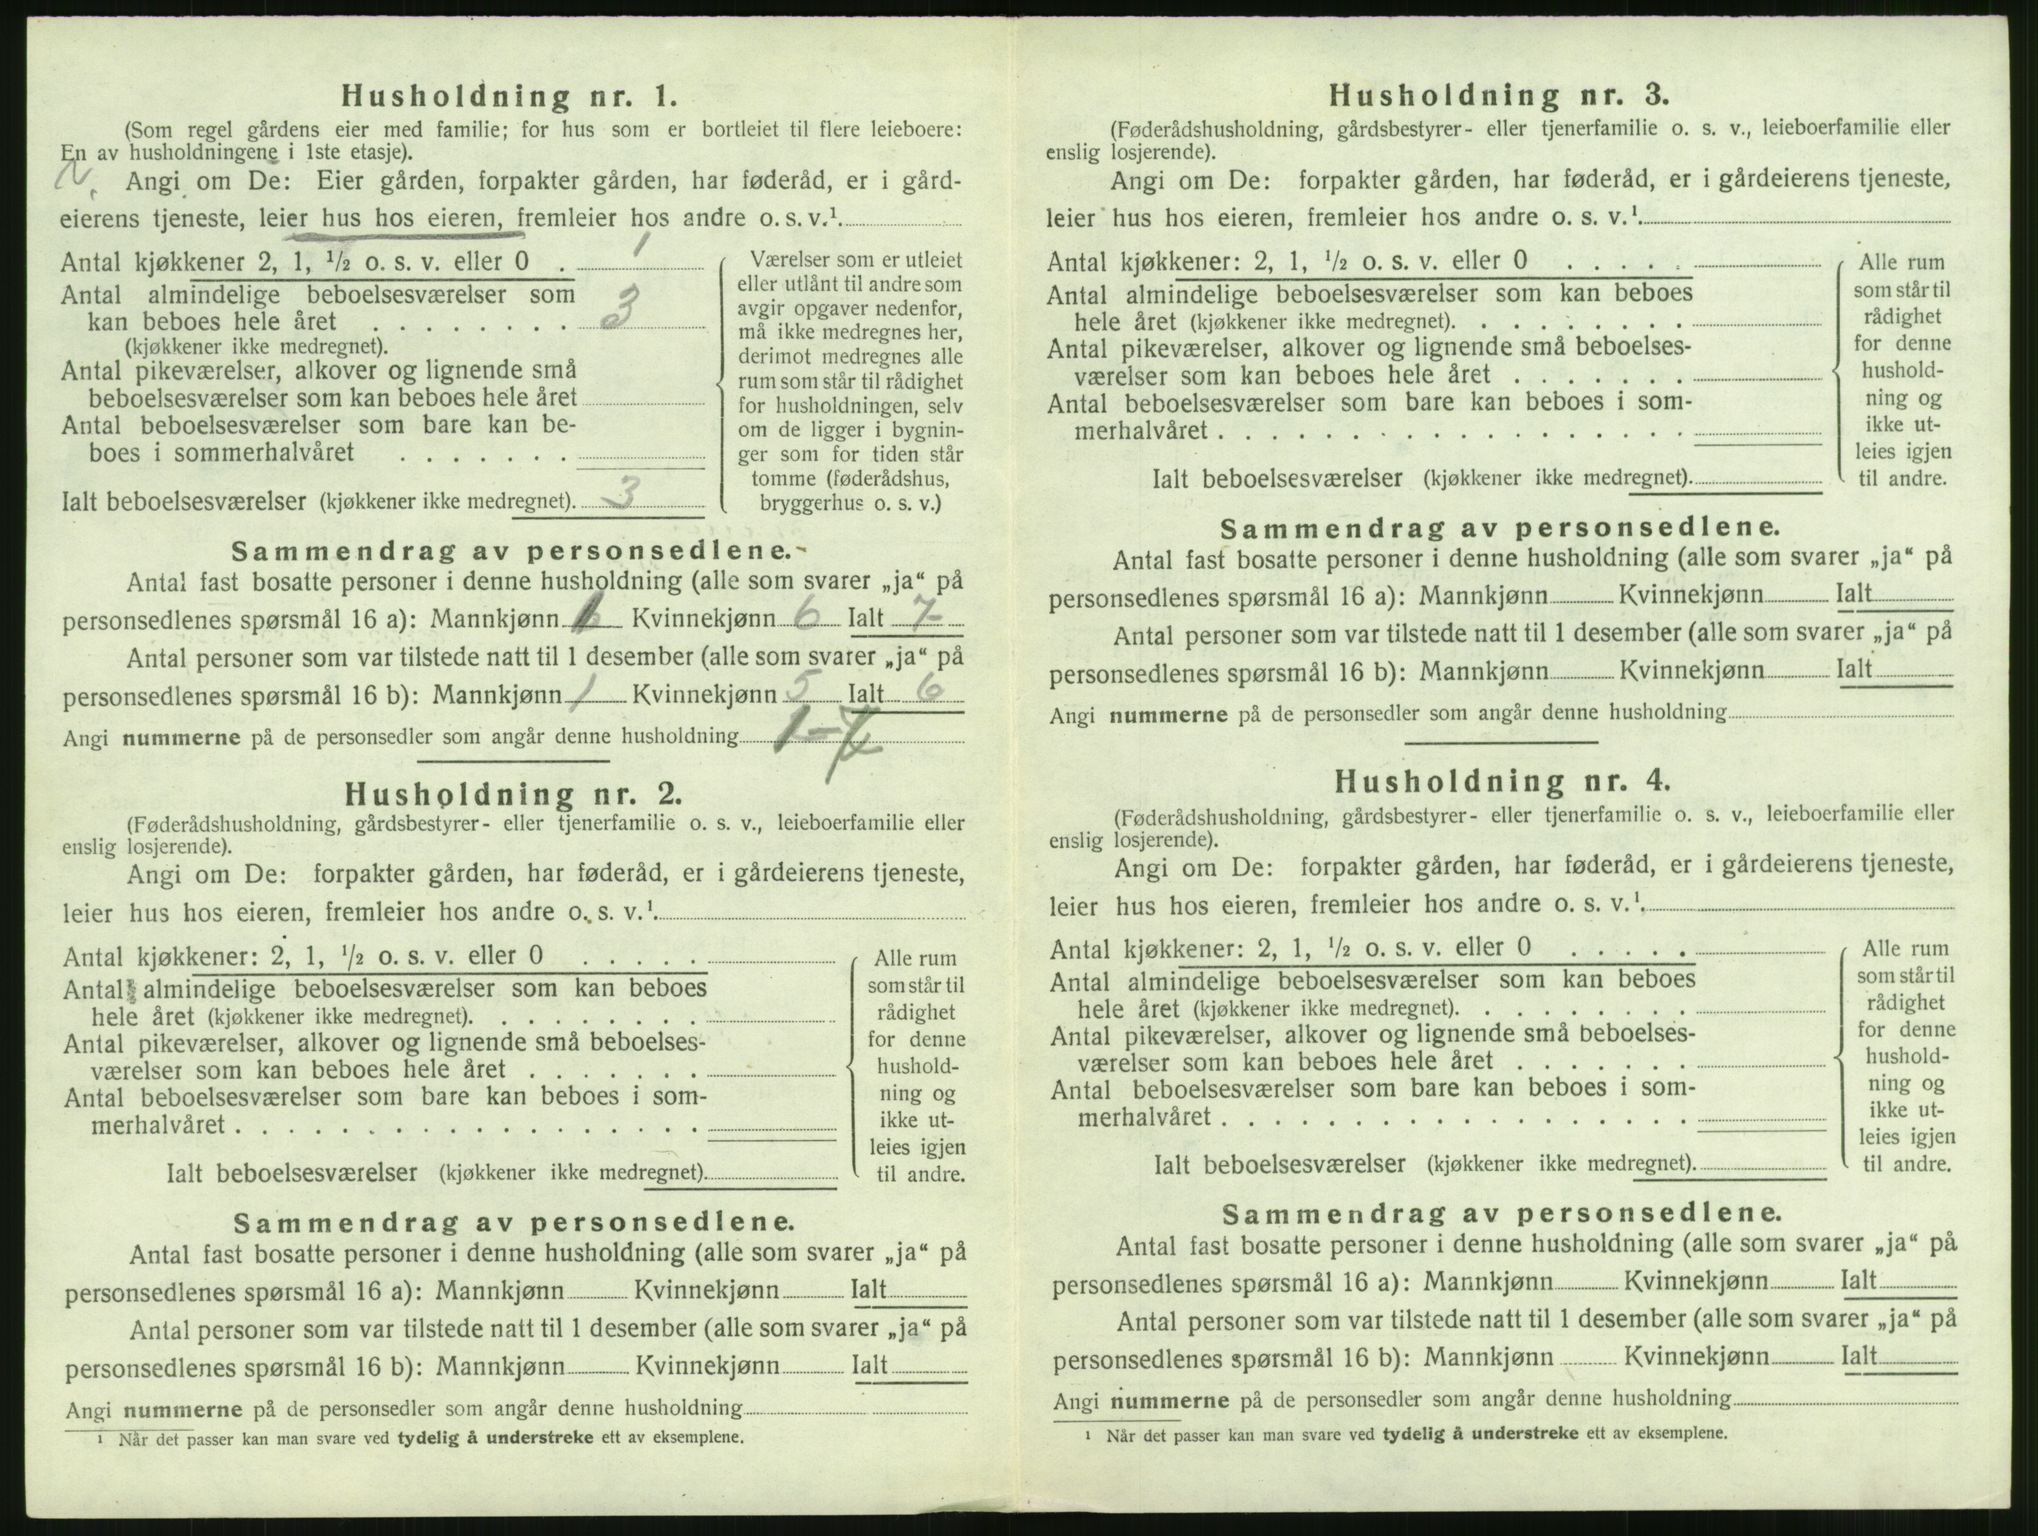 Husholdning nr. 1.
(Som regel gårdens eier med familie; for hus som er bortleiet til flere leieboere:
En av husholdningene i 1ste etasje).
N. Angi om De: Eier gården, forpakter gården, har føderåd, er i gård-
eierens tjeneste, leier hus hos eieren, fremleier hos andre o. s. v.¹
Antal kjøkkener 2, 1, ½ o. s. v. eller 0 . 1
Antal almindelige beboelsesværelser som
kan beboes hele året . . . . . . . . 3
(kjøkkener ikke medregnet).
Antal pikeværelser, alkover og lignende små
beboelsesværelser som kan beboes hele året
Antal beboelsesværelser som bare kan be-
boes i sommerhalvåret . . . . . . .
Ialt beboelsesværelser (kjøkkener ikke medregnet). 3
Værelser som er utleiet
eller utlånt til andre som
avgir opgaver nedenfor,
må ikke medregnes her,
derimot medregnes alle
rum som står til rådighet
for husholdningen, selv
om de ligger i bygnin-
ger som for tiden står
tomme (føderådshus,
bryggerhus o. s. v.)
Sammendrag av personsedlene.
Antal fast bosatte personer i denne husholdning (alle som svarer „ja“ på
personsedlenes spørsmål 16 a): Mannkjønn 1 Kvinnekjønn 6 Ialt 7
Antal personer som var tilstede natt til 1 desember (alle som svarer „ja“ på
personsedlenes spørsmål 16 b): Mannkjønn 1 Kvinnekjønn 5 Ialt 6
Angi nummerne på de personsedler som angår denne husholdning 1-7
Husholdning nr. 2.
(Føderådshusholdning, gårdsbestyrer- eller tjenerfamilie o. s. v., leieboerfamilie eller
enslig losjerende).
Angi om De: forpakter gården, har føderåd, er i gårdeierens tjeneste,
leier hus hos eieren, fremleier hos andre o. s. v.¹
Antal kjøkkener: 2, 1, ½ o. s. v. eller 0 . . . . .
Antal almindelige beboelsesværelser som kan beboes
hele året (kjøkkener ikke medregnet). . . . . . . . .
Antal pikeværelser, alkover og lignende små beboelses-
værelser som kan beboes hele året . . . . . . .
Antal beboelsesværelser som bare kan beboes i som-
merhalvåret . . . . . . . . . . . . . . . . . .
Ialt beboelsesværelser (kjøkkener ikke medregnet).
Alle rum
som står til
rådighet
for denne
hushold-
ning og
ikke ut-
leies igjen
til andre.
Sammendrag av personsedlene.
Antal fast bosatte personer i denne husholdning (alle som svarer „ja“ på
personsedlenes spørsmål 16 a): Mannkjønn Kvinnekjønn Ialt
Antal personer som var tilstede natt til 1 desember (alle som svarer „ja“ på
personsedlenes spørsmål 16 b): Mannkjønn Kvinnekjønn Ialt
Angi nummerne på de personsedler som angår denne husholdning
¹ Når det passer kan man svare ved tydelig å understreke ett av eksemplene.
Husholdning nr. 3.
(Føderådshusholdning, gårdsbestyrer- eller tjenerfamilie o. s. v., leieboerfamilie eller
enslig losjerende).
Angi om De: forpakter gården, har føderåd, er i gårdeierens tjeneste,
leier hus hos eieren, fremleier hos andre o. s. v.¹
Antal kjøkkener: 2, 1, ½ o. s. v. eller 0 . . . . .
Antal almindelige beboelsesværelser som kan beboes
hele året (kjøkkener ikke medregnet). . . . . . . . .
Antal pikeværelser, alkover og lignende små beboelses-
værelser som kan beboes hele året . . . . . . .
Antal beboelsesværelser som bare kan beboes i som-
merhalvåret . . . . . . . . . . . . . . . . . .
Ialt beboelsesværelser (kjøkkener ikke medregnet).
Alle rum
som står til
rådighet
for denne
hushold-
ning og
ikke ut-
leies igjen
til andre.
Sammendrag av personsedlene.
Antal fast bosatte personer i denne husholdning (alle som svarer „ja“ på
personsedlenes spørsmål 16 a): Mannkjønn Kvinnekjønn Ialt
Antal personer som var tilstede natt til 1 desember (alle som svarer „ja“ på
personsedlenes spørsmål 16 b): Mannkjønn Kvinnekjønn Ialt
Angi nummerne på de personsedler som angår denne husholdning
Husholdning nr. 4.
(Føderådshusholdning, gårdsbestyrer- eller tjenerfamilie o. s. v., leieboerfamilie eller
enslig losjerende).
Angi om De: forpakter gården, har føderåd, er i gårdeierens tjeneste,
leier hus hos eieren, fremleier hos andre o. s. v.¹
Antal kjøkkener: 2, 1, ½ o. s. v. eller 0 . . . . .
Antal almindelige beboelsesværelser som kan beboes
hele året (kjøkkener ikke medregnet). . . . . . . . .
Antal pikeværelser, alkover og lignende små beboelses-
værelser som kan beboes hele året . . . . . . .
Antal beboelsesværelser som bare kan beboes i som-
merhalvåret . . . . . . . . . . . . . . . . . .
Ialt beboelsesværelser (kjøkkener ikke medregnet).
Alle rum
som står til
rådighet
for denne
hushold-
ning og
ikke ut-
leies igjen
til andre.
Sammendrag av personsedlene.
Antal fast bosatte personer i denne husholdning (alle som svarer „ja“ på
personsedlenes spørsmål 16 a): Mannkjønn Kvinnekjønn Ialt
Antal personer som var tilstede natt til 1 desember (alle som svarer „ja“ på
personsedlenes spørsmål 16 b): Mannkjønn Kvinnekjønn Ialt
Angi nummerne på de personsedler som angår denne husholdning
¹ Når det passer kan man svare ved tydelig å understreke ett av eksemplene.